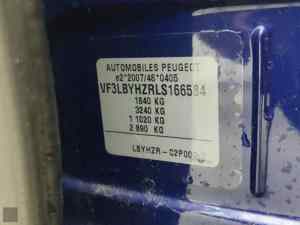 AUTOMOBILES PEUGEOT
e2*2007/46*0405
VF3LBYHZRLS166534
1840 KG
3240 KG
1 1020 KG
2 890 KG
LBYHZR-